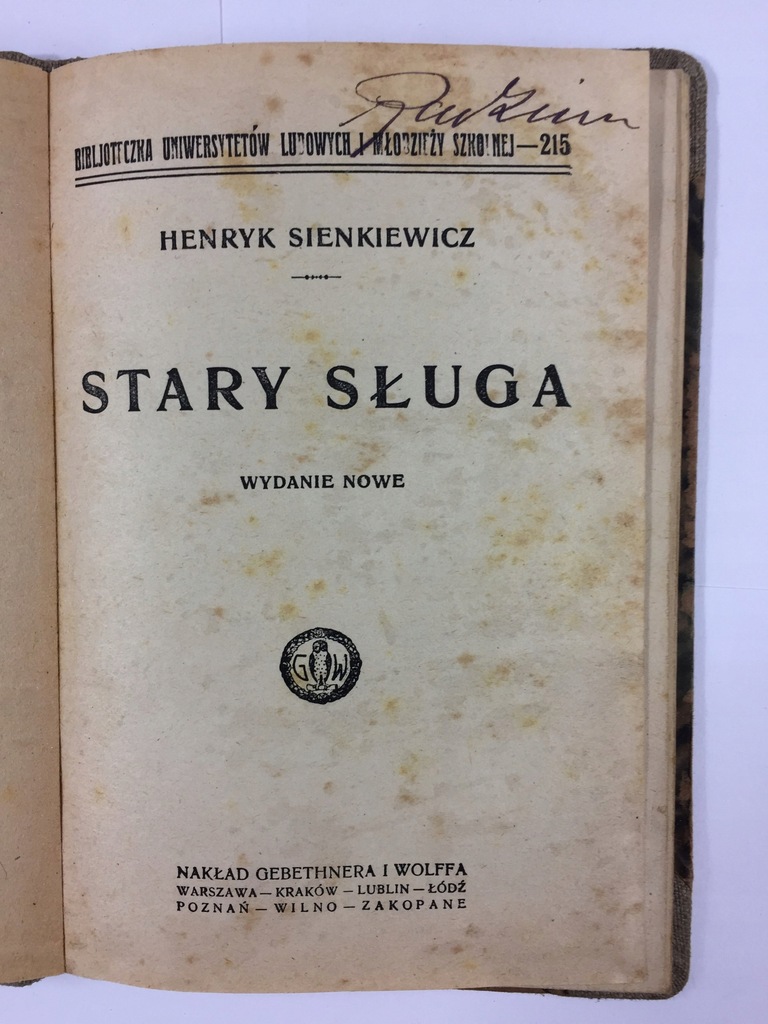 Radzim
BIBLJOTECZKA UNIWERSYTETÓW LUDOWYCH I MŁODZIEŻY SZKOLNEJ—215
HENRYK SIENKIEWICZ
STARY SŁUGA
WYDANIE NOWE
G W
NAKŁAD GEBETHNERA I WOLFFA
WARSZAWA — KRAKÓW — LUBLIN — ŁÓDŹ
POZNAŃ — WILNO — ZAKOPANE